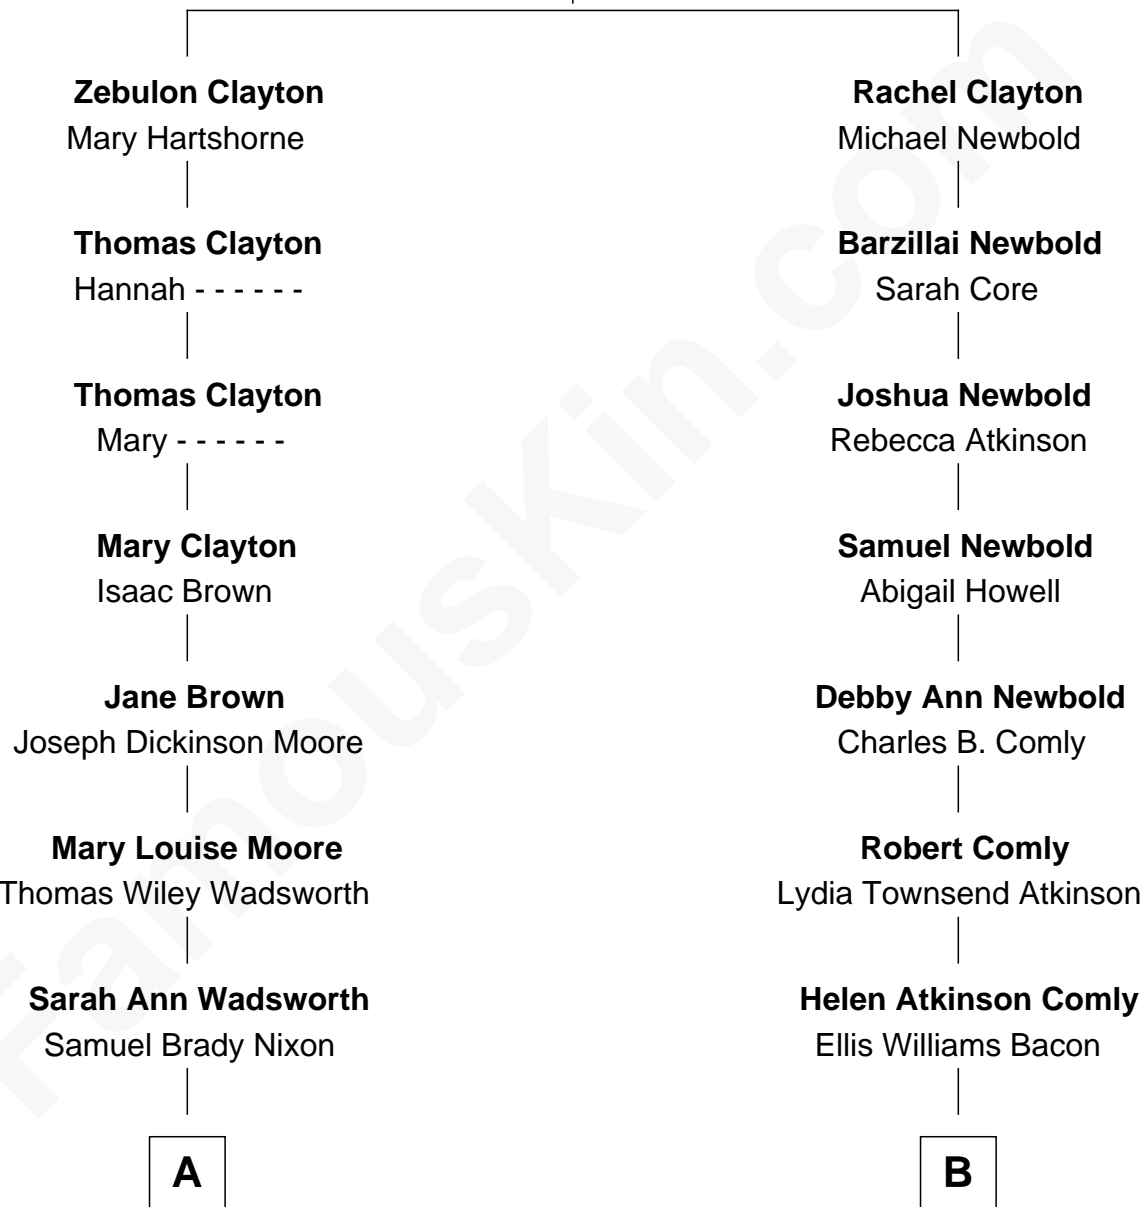 Zebulon Clayton
Mary Hartshorne
Thomas Clayton
Hannah - - - - - -
Thomas Clayton
Mary - - - - - -
Mary Clayton
Isaac Brown
Jane Brown
Joseph Dickinson Moore
Mary Louise Moore
Thomas Wiley Wadsworth
Sarah Ann Wadsworth
Samuel Brady Nixon
A
Rachel Clayton
Michael Newbold
Barzillai Newbold
Sarah Core
Joshua Newbold
Rebecca Atkinson
Samuel Newbold
Abigail Howell
Debby Ann Newbold
Charles B. Comly
Robert Comly
Lydia Townsend Atkinson
Helen Atkinson Comly
Ellis Williams Bacon
B
FamousKin.com